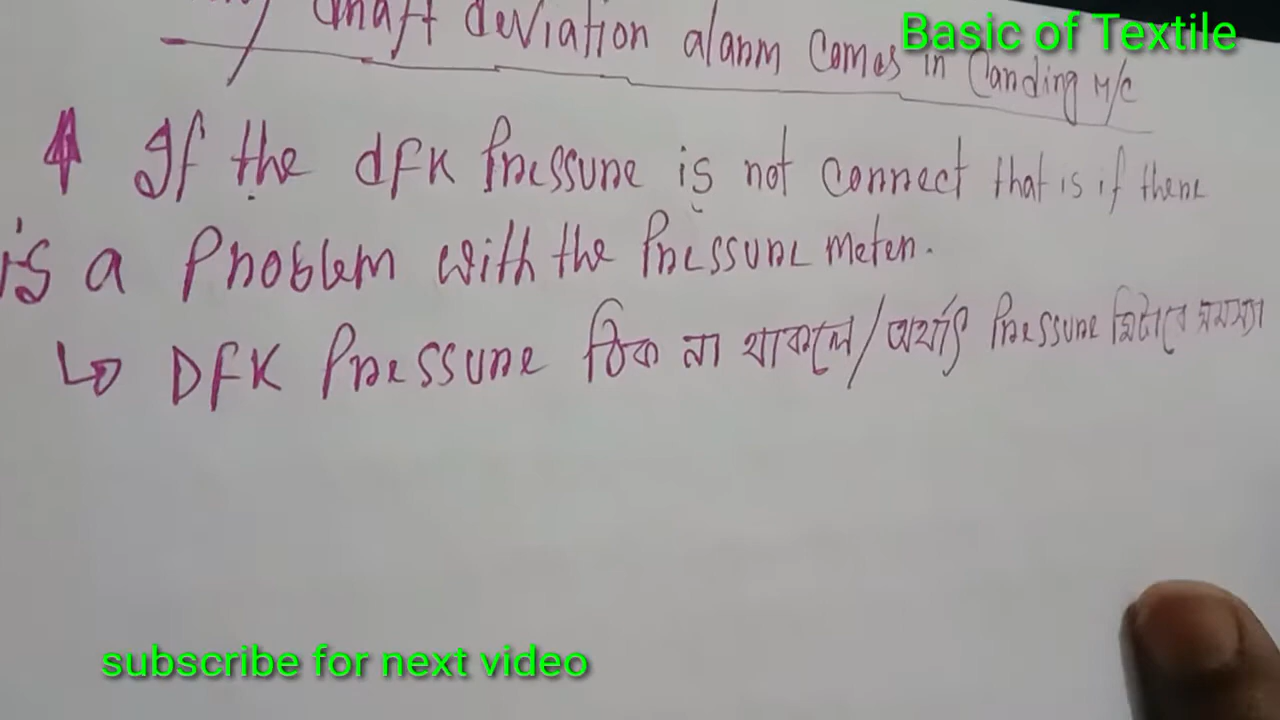 draft deviation alarm comes in Carding M/C
Basic of Textile
If the dFK Pressure is not correct that is if there
is a Problem with the Pressure meter.
↳ DFK Pressure ঠিক না থাকলে/অর্থাৎ Pressure মিটারে সমস্যা
subscribe for next video